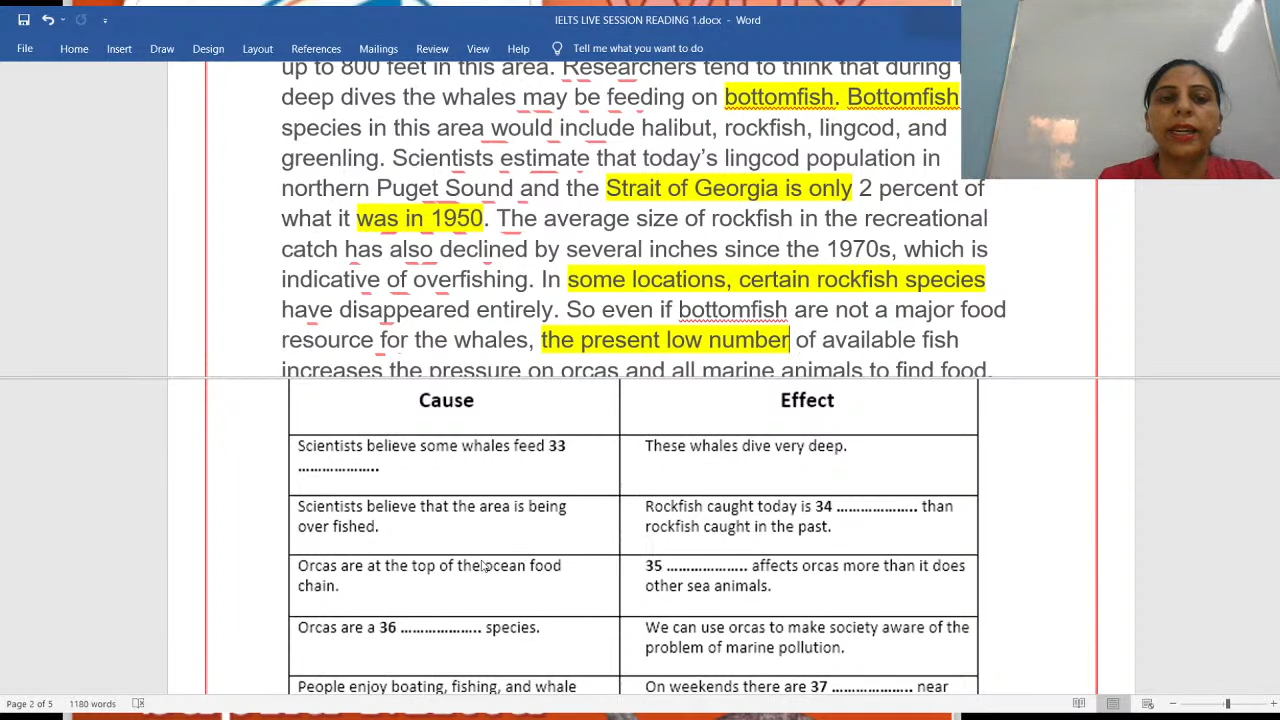 IELTS LIVE SESSION READING 1.docx - Word
File Home Insert Draw Design Layout References Mailings Review View Help Tell me what you want to do
up to 800 feet in this area. Researchers tend to think that during
deep dives the whales may be feeding on bottomfish. Bottomfish
species in this area would include halibut, rockfish, lingcod, and
greenling. Scientists estimate that today's lingcod population in
northern Puget Sound and the Strait of Georgia is only 2 percent of
what it was in 1950. The average size of rockfish in the recreational
catch has also declined by several inches since the 1970s, which is
indicative of overfishing. In some locations, certain rockfish species
have disappeared entirely. So even if bottomfish are not a major food
resource for the whales, the present low number of available fish
increases the pressure on orcas and all marine animals to find food.
Cause Effect
Scientists believe some whales feed 33
………………..
These whales dive very deep.
Scientists believe that the area is being
over fished.
Rockfish caught today is 34 ……………….. than
rockfish caught in the past.
Orcas are at the top of the ocean food
chain.
35 ……………….. affects orcas more than it does
other sea animals.
Orcas are a 36 ……………….. species.
We can use orcas to make society aware of the
problem of marine pollution.
People enjoy boating, fishing, and whale
On weekends there are 37 ……………….. near
Page 2 of 5 1180 words